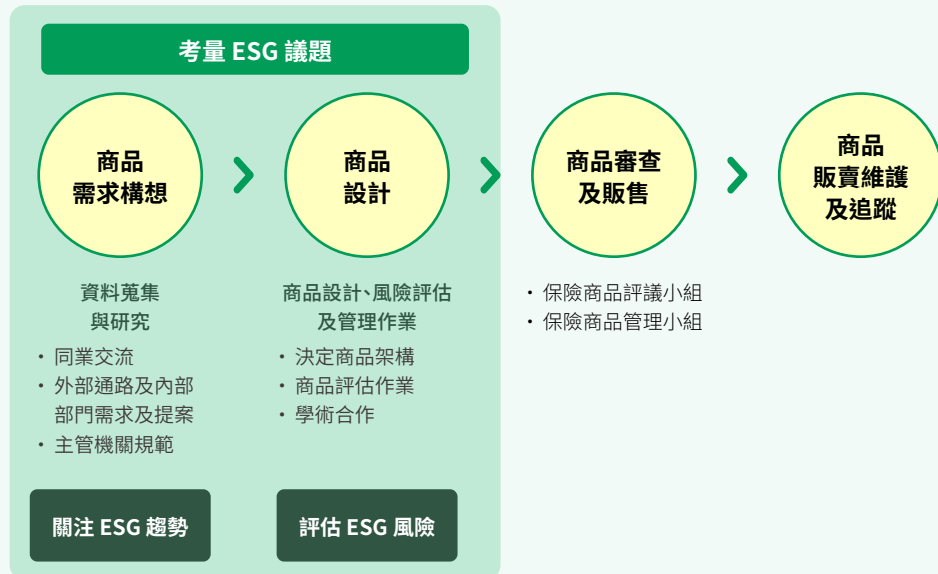 考量 ESG 議題
商品
需求構想
商品
設計
商品審查
及販售
商品
販賣維護
及追蹤
資料蒐集
與研究
・同業交流
・外部通路及內部
部門需求及提案
・主管機關規範
商品設計、風險評估
及管理作業
・決定商品架構
・商品評估作業
・學術合作
・保險商品評議小組
・保險商品管理小組
關注 ESG 趨勢
評估 ESG 風險